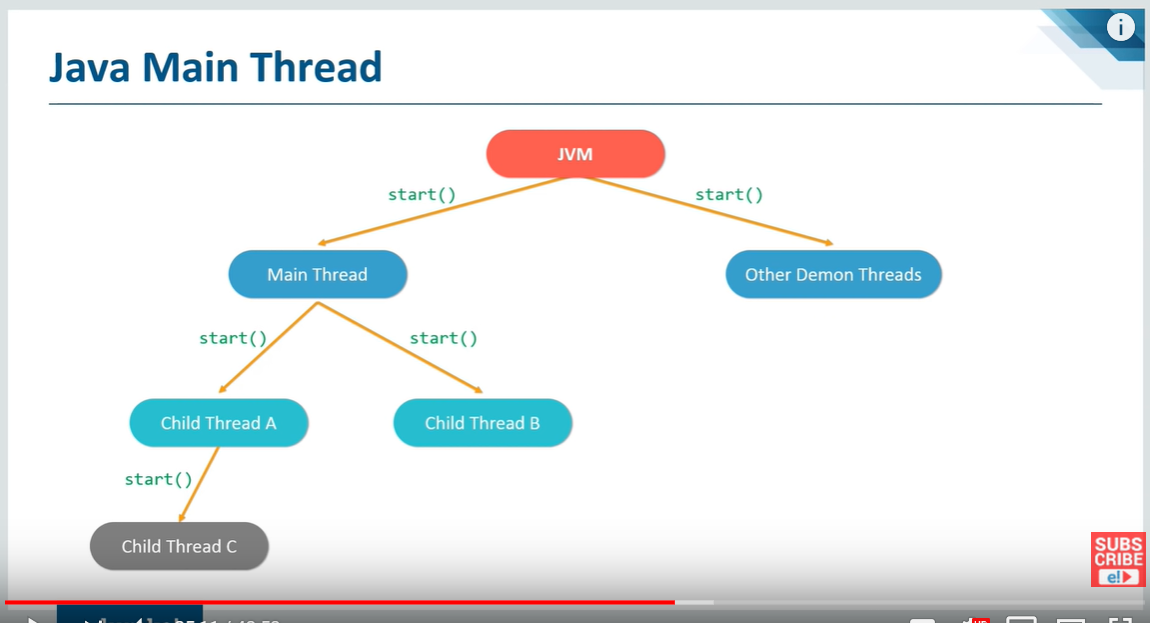 Java Main Thread
JVM
start()
start()
Main Thread
Other Demon Threads
start()
start()
Child Thread A
Child Thread B
start()
Child Thread C
SUBS
CRIBE
e!